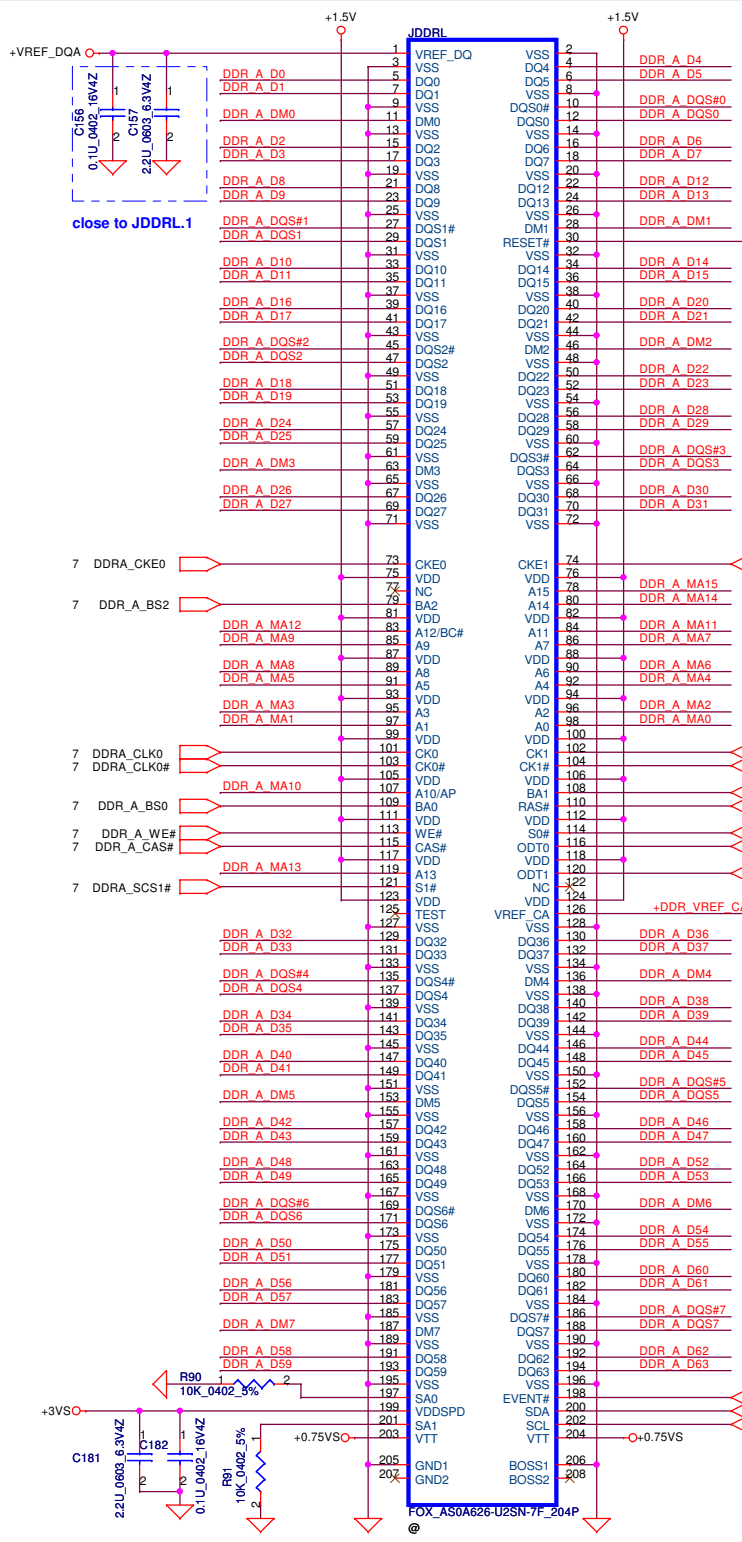 +1.5V +1.5V
JDDRL
+VREF_DQA 1 VREF_DQ VSS 2
3 VSS DQ4 4 DDR_A_D4
DDR_A_D0 5 DQ0 DQ5 6 DDR_A_D5
DDR_A_D1 7 DQ1 VSS 8
9 VSS DQS0# 10 DDR_A_DQS#0
DDR_A_DM0 11 DM0 DQS0 12 DDR_A_DQS0
13 VSS VSS 14
DDR_A_D2 15 DQ2 DQ6 16 DDR_A_D6
DDR_A_D3 17 DQ3 DQ7 18 DDR_A_D7
19 VSS VSS 20
DDR_A_D8 21 DQ8 DQ12 22 DDR_A_D12
DDR_A_D9 23 DQ9 DQ13 24 DDR_A_D13
25 VSS VSS 26
DDR_A_DQS#1 27 DQS1# DM1 28 DDR_A_DM1
DDR_A_DQS1 29 DQS1 RESET# 30
31 VSS VSS 32
DDR_A_D10 33 DQ10 DQ14 34 DDR_A_D14
DDR_A_D11 35 DQ11 DQ15 36 DDR_A_D15
37 VSS VSS 38
DDR_A_D16 39 DQ16 DQ20 40 DDR_A_D20
DDR_A_D17 41 DQ17 DQ21 42 DDR_A_D21
43 VSS VSS 44
DDR_A_DQS#2 45 DQS2# DM2 46 DDR_A_DM2
DDR_A_DQS2 47 DQS2 VSS 48
49 VSS DQ22 50 DDR_A_D22
DDR_A_D18 51 DQ18 DQ23 52 DDR_A_D23
DDR_A_D19 53 DQ19 VSS 54
55 VSS DQ28 56 DDR_A_D28
DDR_A_D24 57 DQ24 DQ29 58 DDR_A_D29
DDR_A_D25 59 DQ25 VSS 60
61 VSS DQS3# 62 DDR_A_DQS#3
DDR_A_DM3 63 DM3 DQS3 64 DDR_A_DQS3
65 VSS VSS 66
DDR_A_D26 67 DQ26 DQ30 68 DDR_A_D30
DDR_A_D27 69 DQ27 DQ31 70 DDR_A_D31
71 VSS VSS 72
C156 1 2 0.1U_0402_16V4Z
C157 1 2 2.2U_0603_6.3V4Z
close to JDDRL.1
7 DDRA_CKE0 73 CKE0 CKE1 74
75 VDD VDD 76
77 NC A15 78 DDR_A_MA15
7 DDR_A_BS2 79 BA2 A14 80 DDR_A_MA14
81 VDD VDD 82
DDR_A_MA12 83 A12/BC# A11 84 DDR_A_MA11
DDR_A_MA9 85 A9 A7 86 DDR_A_MA7
87 VDD VDD 88
DDR_A_MA8 89 A8 A6 90 DDR_A_MA6
DDR_A_MA5 91 A5 A4 92 DDR_A_MA4
93 VDD VDD 94
DDR_A_MA3 95 A3 A2 96 DDR_A_MA2
DDR_A_MA1 97 A1 A0 98 DDR_A_MA0
99 VDD VDD 100
7 DDRA_CLK0 101 CK0 CK1 102
7 DDRA_CLK0# 103 CK0# CK1# 104
105 VDD VDD 106
DDR_A_MA10 107 A10/AP BA1 108
7 DDR_A_BS0 109 BA0 RAS# 110
111 VDD VDD 112
7 DDR_A_WE# 113 WE# S0# 114
7 DDR_A_CAS# 115 CAS# ODT0 116
117 VDD VDD 118
DDR_A_MA13 119 A13 ODT1 120
7 DDRA_SCS1# 121 S1# NC 122
123 VDD VDD 124
125 TEST VREF_CA 126 +DDR_VREF_CA
127 VSS VSS 128
DDR_A_D32 129 DQ32 DQ36 130 DDR_A_D36
DDR_A_D33 131 DQ33 DQ37 132 DDR_A_D37
133 VSS VSS 134
DDR_A_DQS#4 135 DQS4# DM4 136 DDR_A_DM4
DDR_A_DQS4 137 DQS4 VSS 138
139 VSS DQ38 140 DDR_A_D38
DDR_A_D34 141 DQ34 DQ39 142 DDR_A_D39
DDR_A_D35 143 DQ35 VSS 144
145 VSS DQ44 146 DDR_A_D44
DDR_A_D40 147 DQ40 DQ45 148 DDR_A_D45
DDR_A_D41 149 DQ41 VSS 150
151 VSS DQS5# 152 DDR_A_DQS#5
DDR_A_DM5 153 DM5 DQS5 154 DDR_A_DQS5
155 VSS VSS 156
DDR_A_D42 157 DQ42 DQ46 158 DDR_A_D46
DDR_A_D43 159 DQ43 DQ47 160 DDR_A_D47
161 VSS VSS 162
DDR_A_D48 163 DQ48 DQ52 164 DDR_A_D52
DDR_A_D49 165 DQ49 DQ53 166 DDR_A_D53
167 VSS VSS 168
DDR_A_DQS#6 169 DQS6# DM6 170 DDR_A_DM6
DDR_A_DQS6 171 DQS6 VSS 172
173 VSS DQ54 174 DDR_A_D54
DDR_A_D50 175 DQ50 DQ55 176 DDR_A_D55
DDR_A_D51 177 DQ51 VSS 178
179 VSS DQ60 180 DDR_A_D60
DDR_A_D56 181 DQ56 DQ61 182 DDR_A_D61
DDR_A_D57 183 DQ57 VSS 184
185 VSS DQS7# 186 DDR_A_DQS#7
DDR_A_DM7 187 DM7 DQS7 188 DDR_A_DQS7
189 VSS VSS 190
DDR_A_D58 191 DQ58 DQ62 192 DDR_A_D62
DDR_A_D59 193 DQ59 DQ63 194 DDR_A_D63
195 VSS VSS 196
R90 1 2 10K_0402_5%
197 SA0 EVENT# 198
+3VS 199 VDDSPD SDA 200
201 SA1 SCL 202
+0.75VS 203 VTT VTT 204 +0.75VS
C181 1 2 2.2U_0603_6.3V4Z
C182 1 2 0.1U_0402_16V4Z
R91 1 2 10K_0402_5%
205 GND1 BOSS1 206
207 GND2 BOSS2 208
FOX_AS0A626-U2SN-7F_204P
@